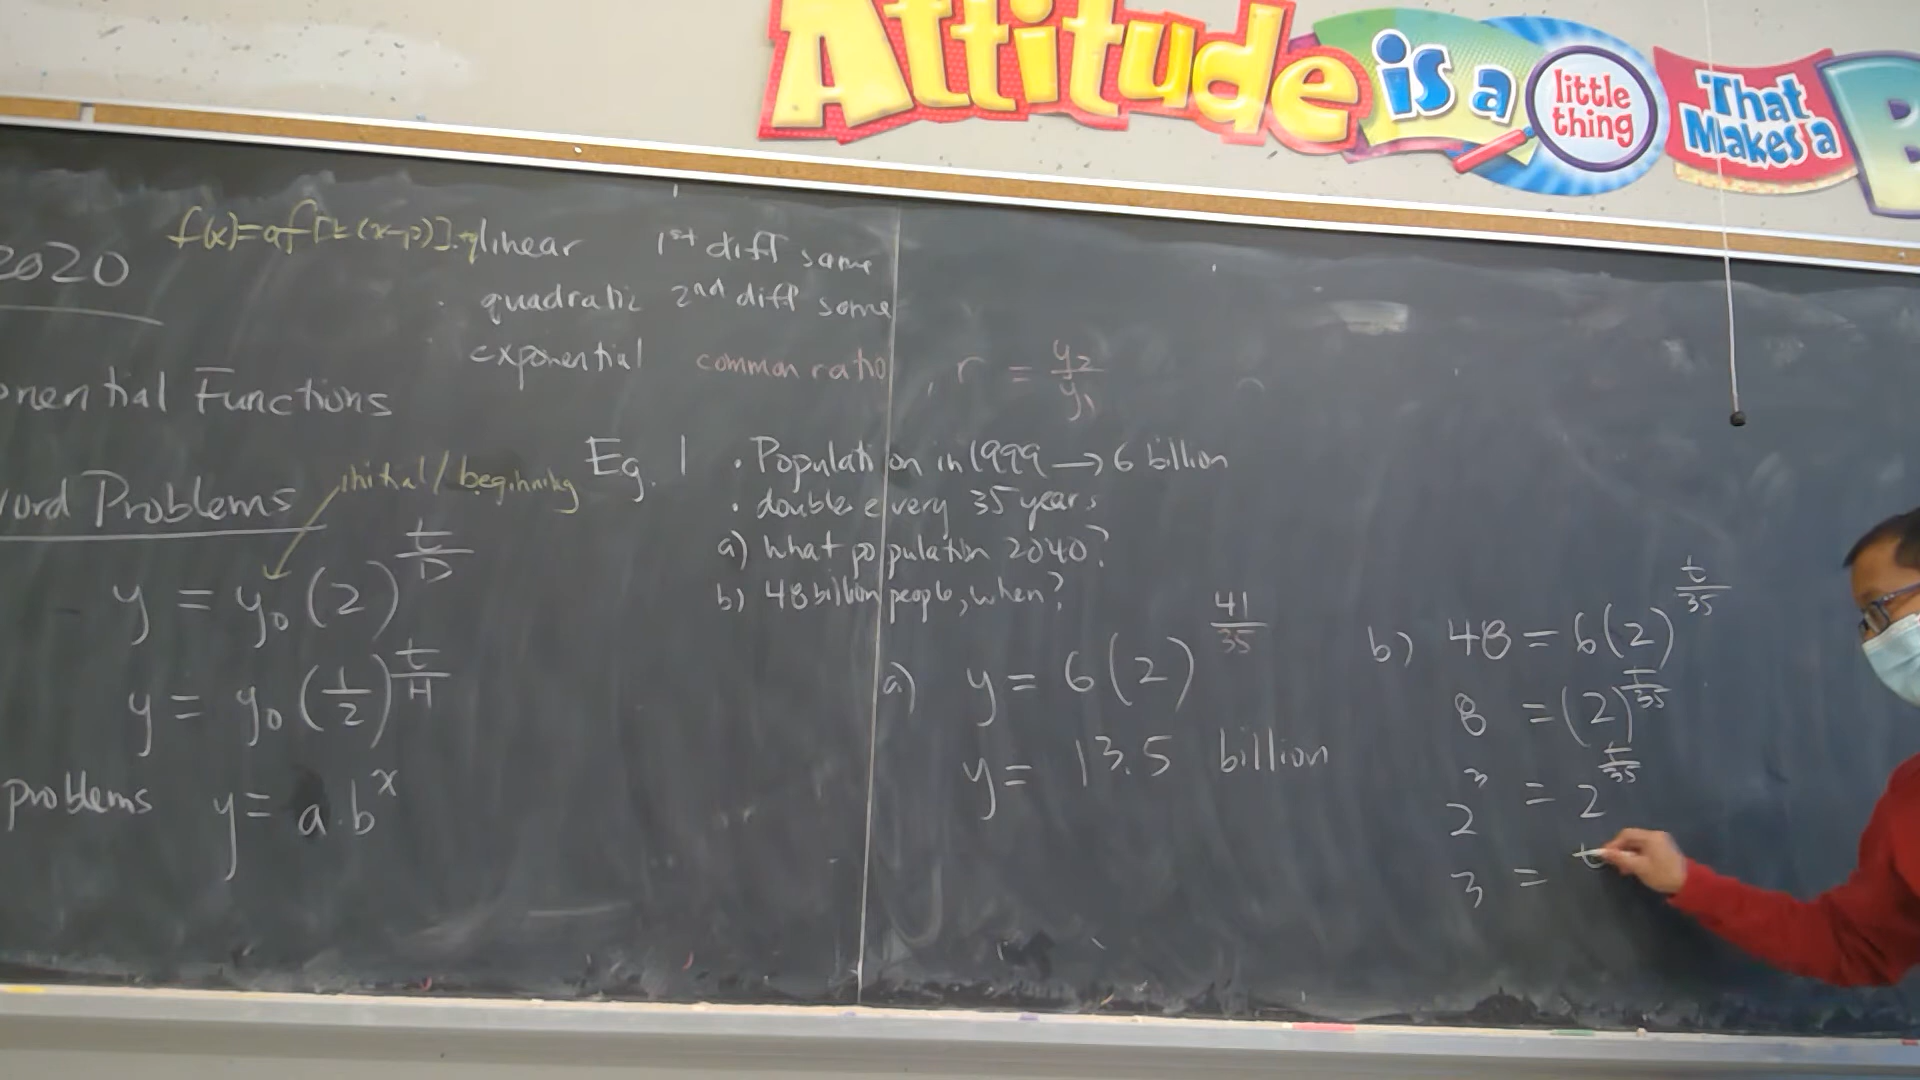 Attitude is a little thing That Makes a B
2020
f(x)=af[k(x-p)]+q
linear 1st diff same
quadratic 2nd diff same
exponential common ratio, r = y₂/y₁
onential Functions
Word Problems
initial/beginning
y = y₀(2)^(t/D)
y = y₀(1/2)^(t/H)
problems y = a·b^x
Eg. 1 • Population in 1999 → 6 billion
• double every 35 years
a) What population 2040?
b) 48 billion people, when?
a) y = 6(2)^(41/35)
y = 13.5 billion
b) 48 = 6(2)^(t/35)
8 = (2)^(t/35)
2^3 = 2^(t/35)
3 = t